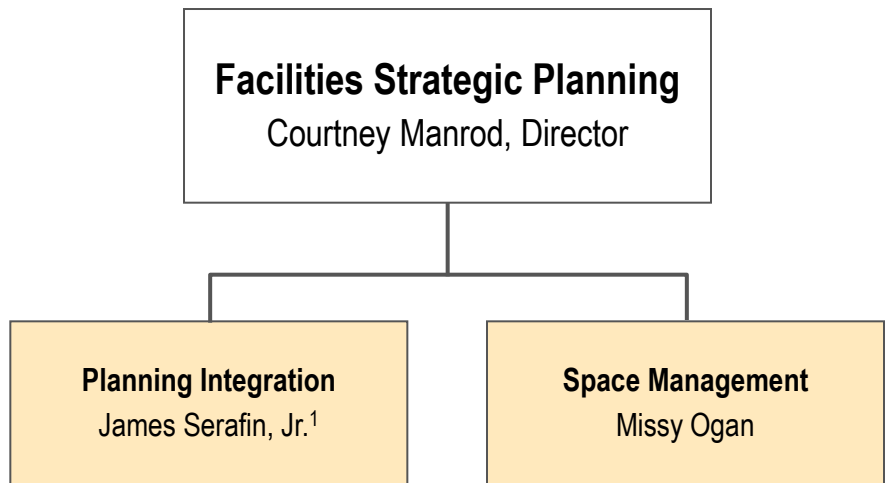 Facilities Strategic Planning
Courtney Manrod, Director
Planning Integration
James Serafin, Jr.¹
Space Management
Missy Ogan